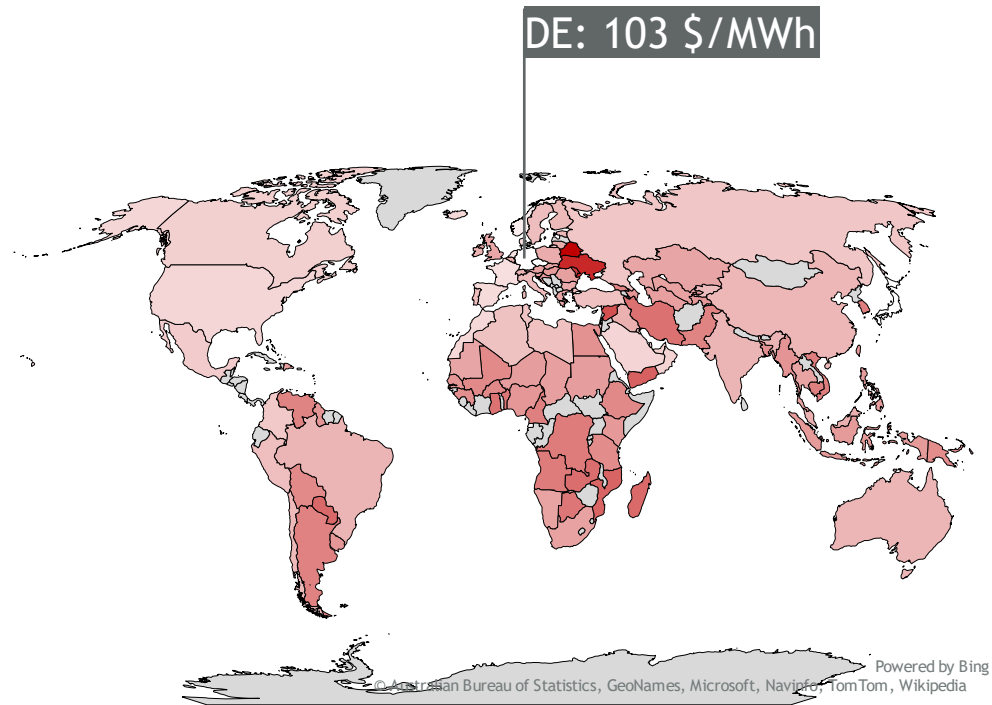 DE: 103 $/MWh
Powered by Bing
© Australian Bureau of Statistics, GeoNames, Microsoft, Navinfo, TomTom, Wikipedia